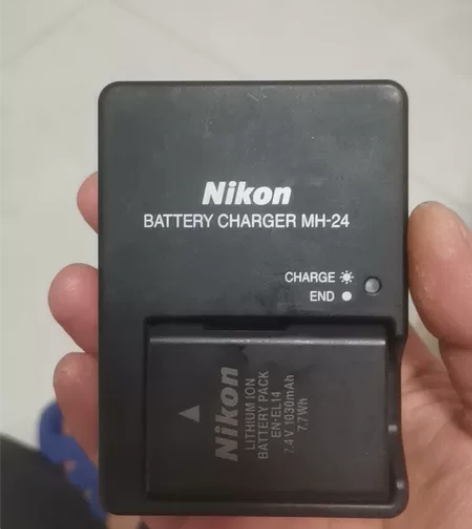 Nikon
BATTERY CHARGER MH-24
CHARGE
END
Nikon
LITHIUM ION
BATTERY PACK
EN-EL14
7.4V 1030mAh
7.7Wh